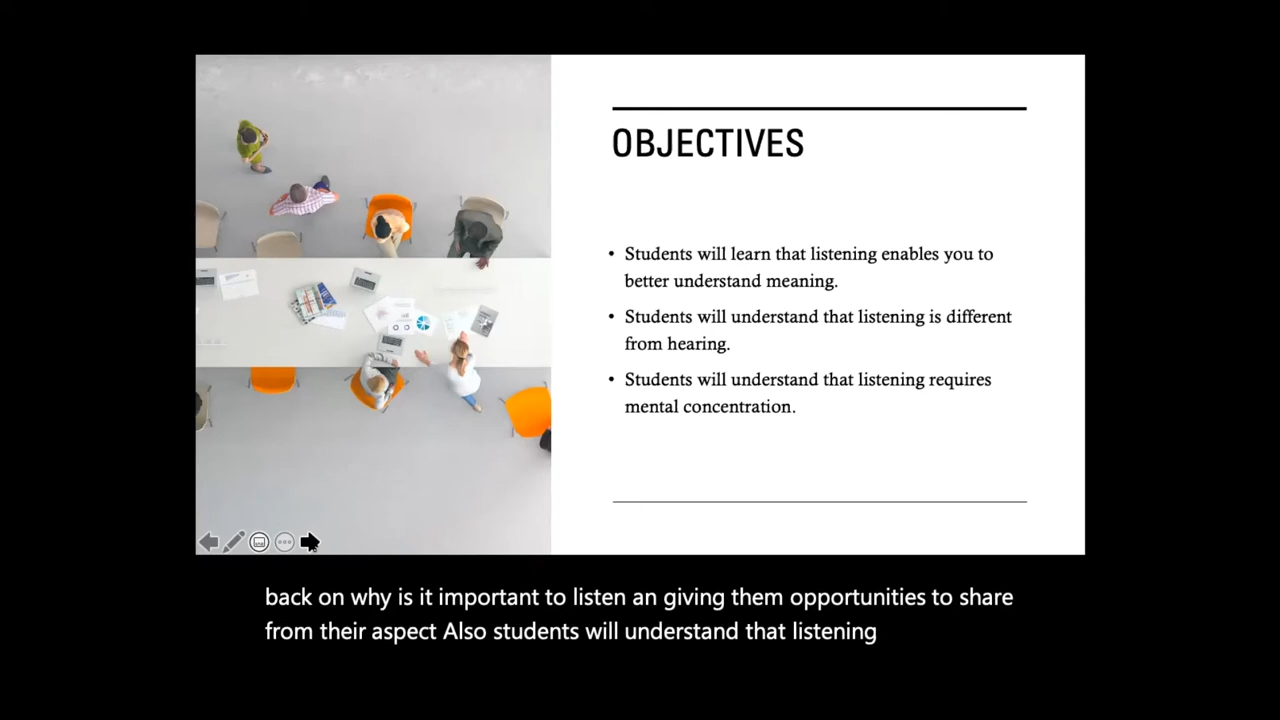 OBJECTIVES
• Students will learn that listening enables you to
better understand meaning.
• Students will understand that listening is different
from hearing.
• Students will understand that listening requires
mental concentration.
back on why is it important to listen an giving them opportunities to share
from their aspect Also students will understand that listening